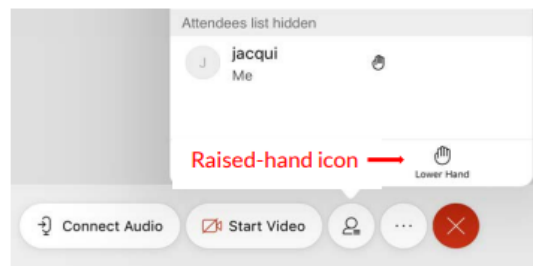 Attendees list hidden
J
jacqui
Me
Raised-hand icon
Lower Hand
Connect Audio
Start Video